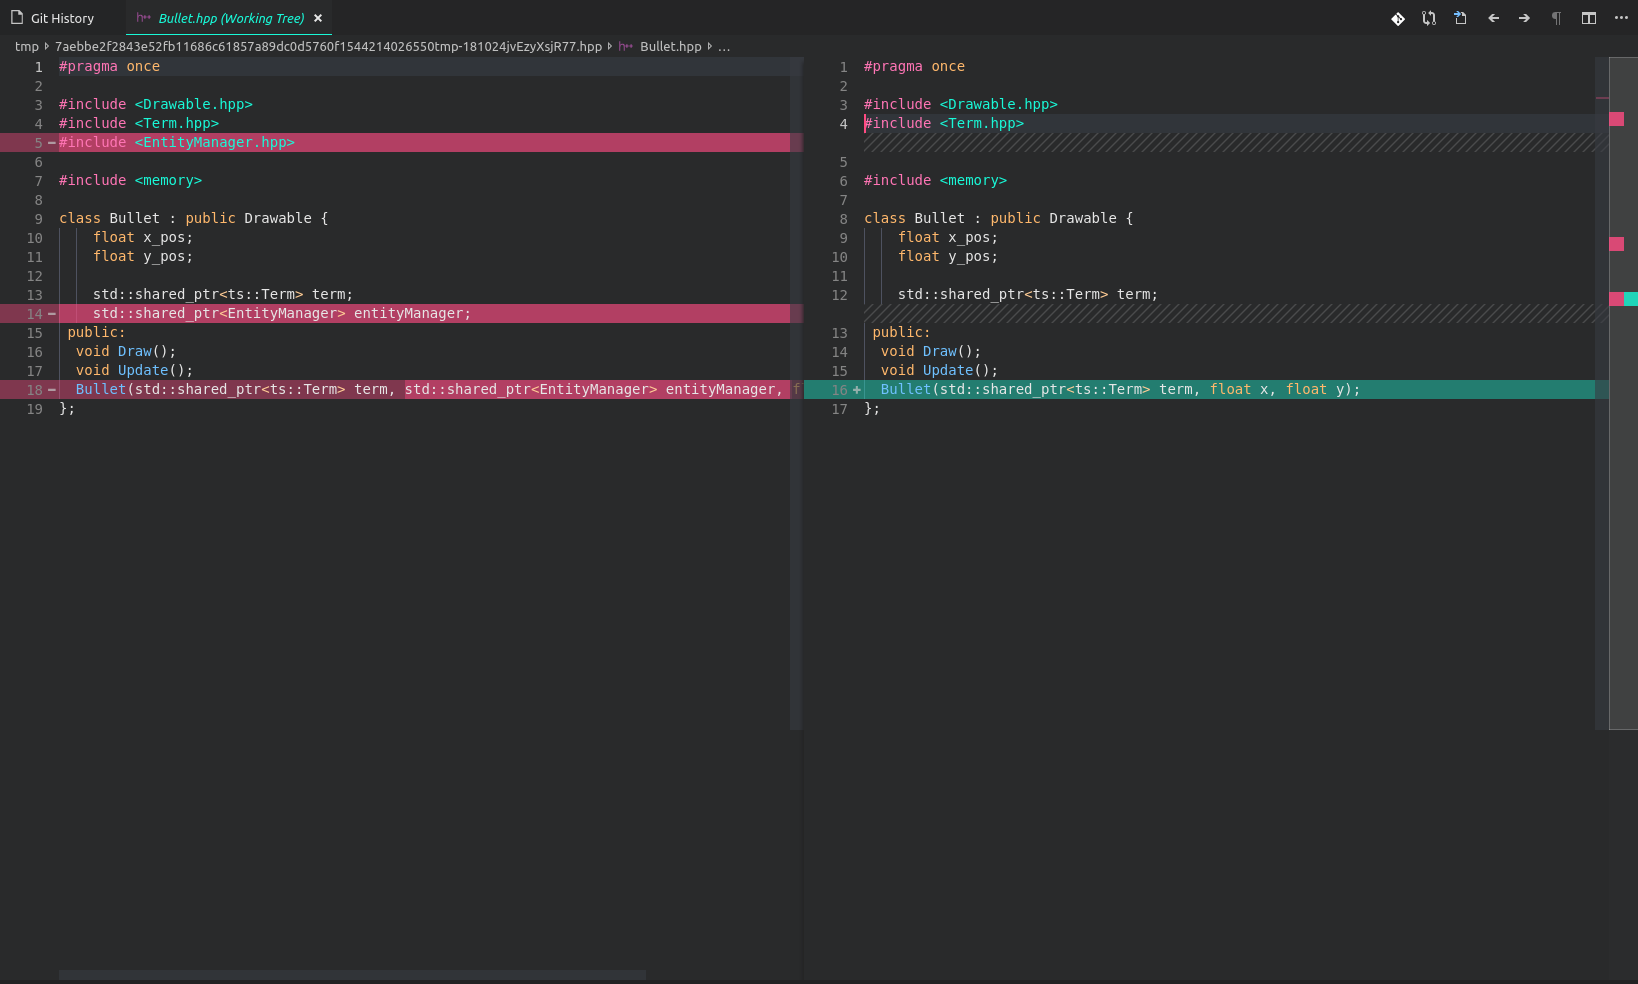 Git History
Bullet.hpp (Working Tree) ×
tmp 7aebbe2f2843e52fb11686c61857a89dc0d5760f1544214026550tmp-181024jvEzyXsjR77.hpp h++ Bullet.hpp ...
1 #pragma once
2
3 #include <Drawable.hpp>
4 #include <Term.hpp>
5 - #include <EntityManager.hpp>
6
7 #include <memory>
8
9 class Bullet : public Drawable {
10 float x_pos;
11 float y_pos;
12
13 std::shared_ptr<ts::Term> term;
14 - std::shared_ptr<EntityManager> entityManager;
15 public:
16 void Draw();
17 void Update();
18 - Bullet(std::shared_ptr<ts::Term> term, std::shared_ptr<EntityManager> entityManager, f
19 };
1 #pragma once
2
3 #include <Drawable.hpp>
4 #include <Term.hpp>
5
6 #include <memory>
7
8 class Bullet : public Drawable {
9 float x_pos;
10 float y_pos;
11
12 std::shared_ptr<ts::Term> term;
13 public:
14 void Draw();
15 void Update();
16 + Bullet(std::shared_ptr<ts::Term> term, float x, float y);
17 };